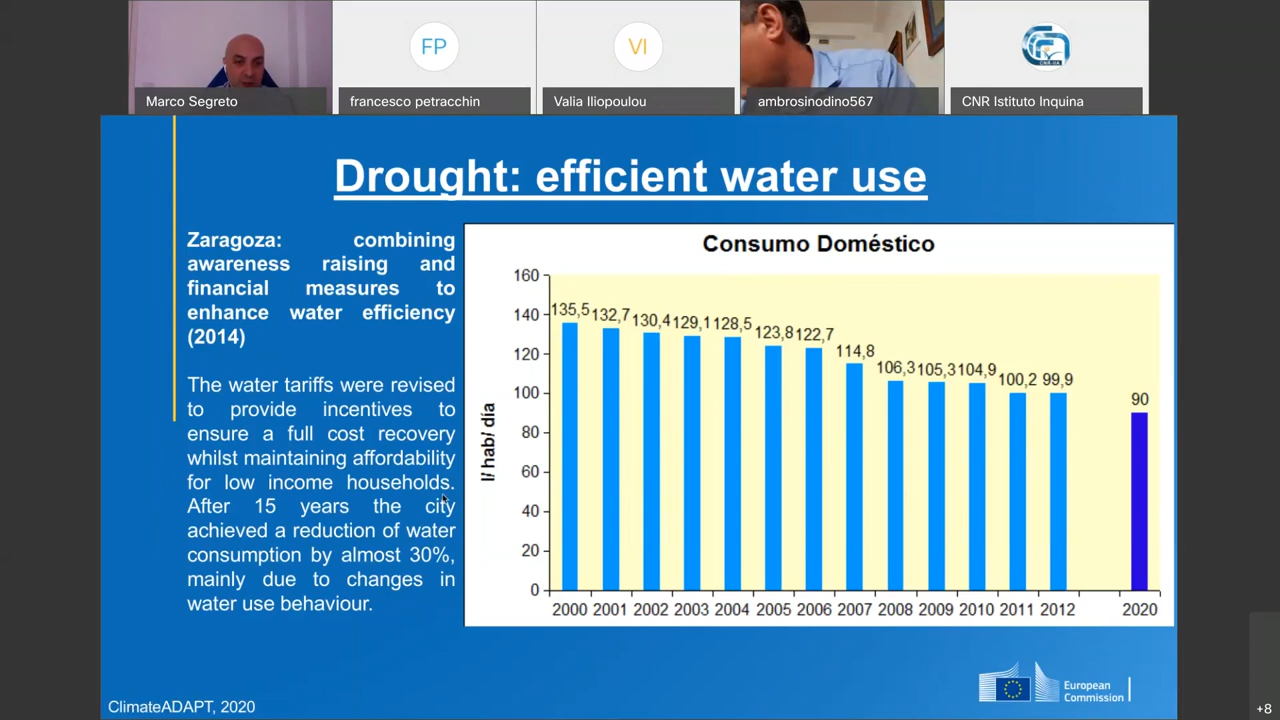 FP
VI
CNR-IIA
Marco Segreto
francesco petracchin
Valia Iliopoulou
ambrosinodino567
CNR Istituto Inquina
Drought: efficient water use
Zaragoza: combining
awareness raising and
financial measures to
enhance water efficiency
(2014)
The water tariffs were revised
to provide incentives to
ensure a full cost recovery
whilst maintaining affordability
for low income households.
After 15 years the city
achieved a reduction of water
consumption by almost 30%,
mainly due to changes in
water use behaviour.
Consumo Doméstico
l/ hab/ día
160
140
120
100
80
60
40
20
0
135,5
132,7
130,4
129,1
128,5
123,8
122,7
114,8
106,3
105,3
104,9
100,2
99,9
90
2000 2001 2002 2003 2004 2005 2006 2007 2008 2009 2010 2011 2012 2020
European
Commission
ClimateADAPT, 2020
+8